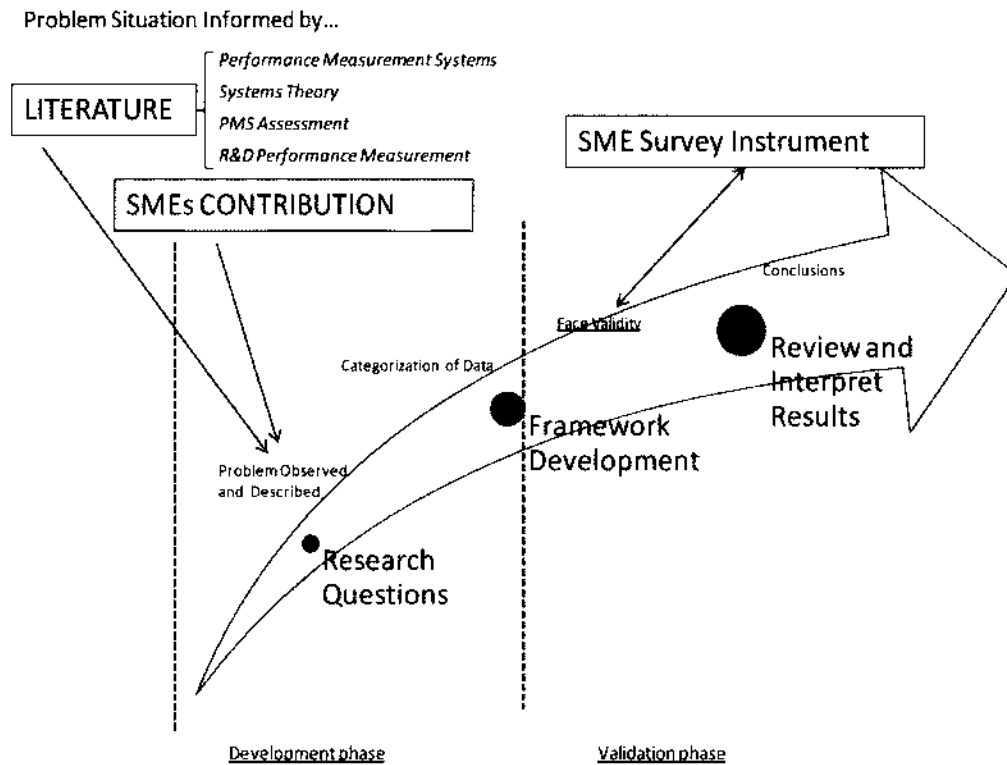 Problem Situation Informed by...
Performance Measurement Systems
LITERATURE
Systems Theory
PMS Assessment
R&D Performance Measurement
SME Survey Instrument
SMEs CONTRIBUTION
Conclusions
Face Validity
Categorization of Data
Review and
Interpret
Results
Framework
Development
Problem Observed
and Described
Research
Questions
Development phase
Validation phase